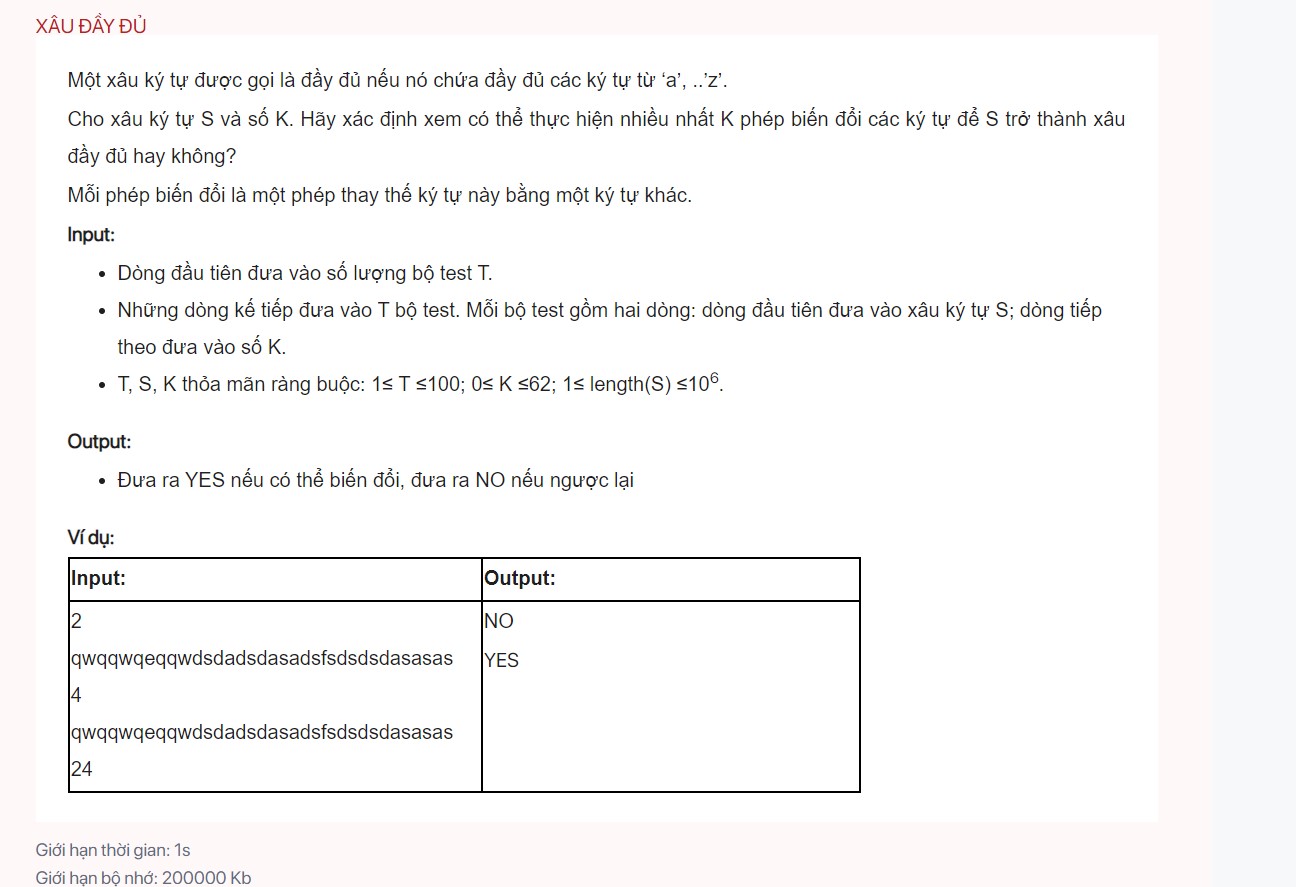 XÂU ĐẦY ĐỦ
Một xâu ký tự được gọi là đầy đủ nếu nó chứa đầy đủ các ký tự từ ‘a’, ..’z’.
Cho xâu ký tự S và số K. Hãy xác định xem có thể thực hiện nhiều nhất K phép biến đổi các ký tự để S trở thành xâu
đầy đủ hay không?
Mỗi phép biến đổi là một phép thay thế ký tự này bằng một ký tự khác.
Input:
• Dòng đầu tiên đưa vào số lượng bộ test T.
• Những dòng kế tiếp đưa vào T bộ test. Mỗi bộ test gồm hai dòng: dòng đầu tiên đưa vào xâu ký tự S; dòng tiếp
theo đưa vào số K.
• T, S, K thỏa mãn ràng buộc: 1≤ T ≤100; 0≤ K ≤62; 1≤ length(S) ≤10⁶.
Output:
• Đưa ra YES nếu có thể biến đổi, đưa ra NO nếu ngược lại
Ví dụ:
Input: Output:
2 NO
qwqqwqeqqwdsdadsdasadsfsdsdsdasasas YES
4
qwqqwqeqqwdsdadsdasadsfsdsdsdasasas
24
Giới hạn thời gian: 1s
Giới hạn bộ nhớ: 200000 Kb